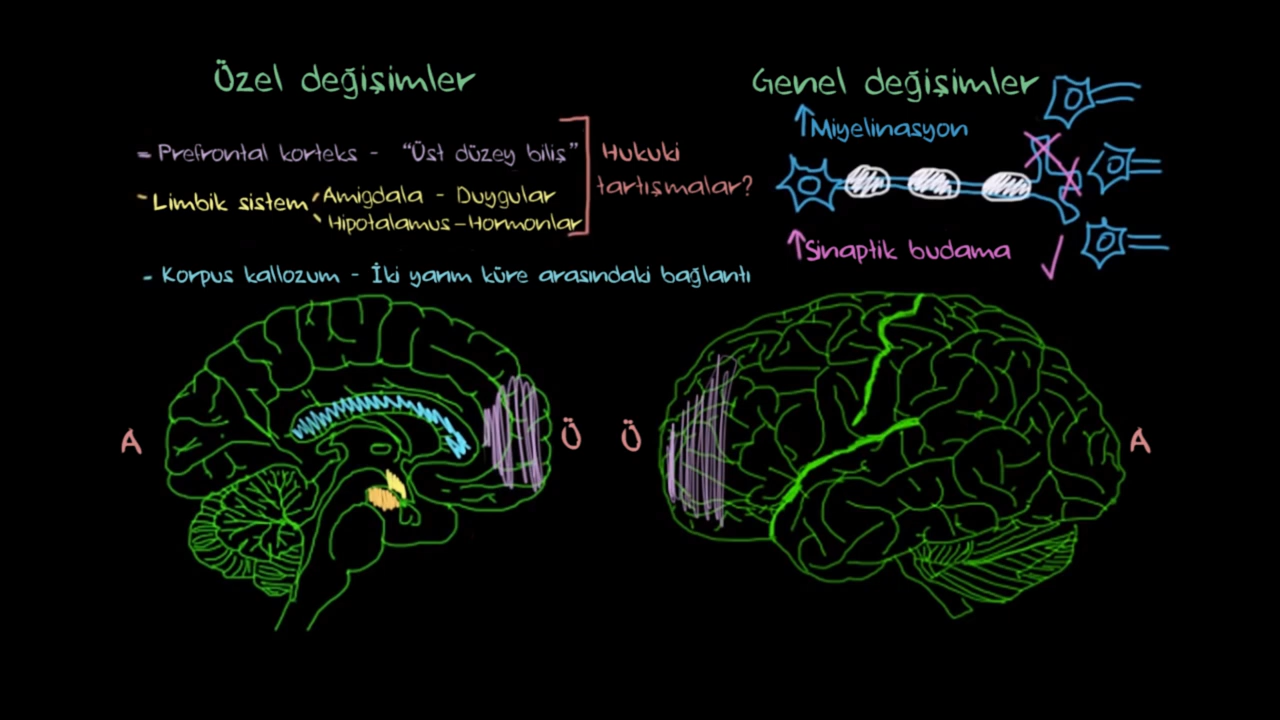 Özel değişimler
- Prefrontal korteks - "Üst düzey biliş"
- Limbik sistem
Amigdala - Duygular
Hipotalamus - Hormonlar
Hukuki
tartışmalar?
- Korpus kallozum - İki yarım küre arasındaki bağlantı
Genel değişimler
↑Miyelinasyon
↑Sinaptik budama
A
Ü
Ü
A